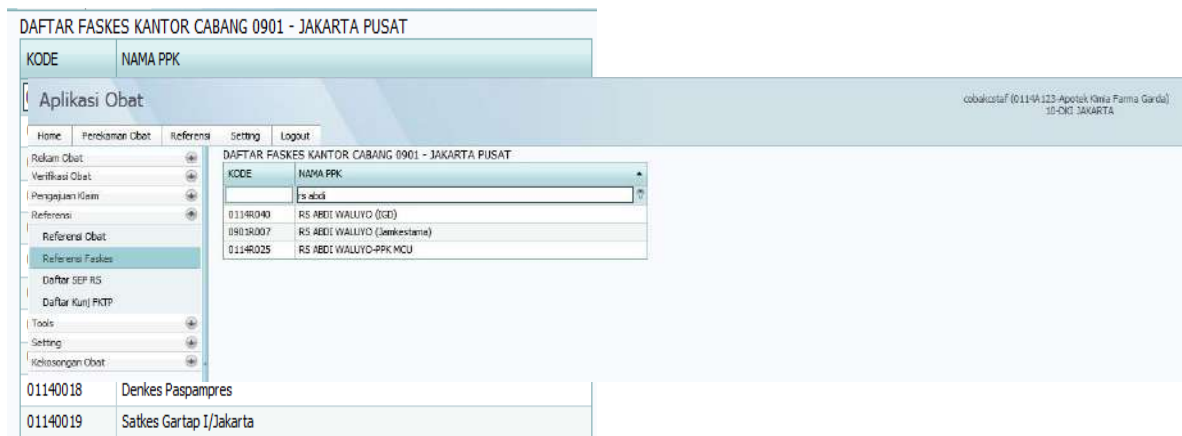 DAFTAR FASKES KANTOR CABANG 0901 - JAKARTA PUSAT
KODE NAMA PPK
Aplikasi Obat
cobakcstaf (0114A123-Apotek Kimia Farma Garda)
10-DKI JAKARTA
Home Perekaman Obat Referensi Setting Logout
Rekam Obat
Verifikasi Obat
Pengajuan Klaim
Referensi
Referensi Obat
Referensi Faskes
Daftar SEP RS
Daftar Kunj FKTP
Tools
Setting
Kekosongan Obat
DAFTAR FASKES KANTOR CABANG 0901 - JAKARTA PUSAT
KODE NAMA PPK
rs abdi
0114R040 RS ABDI WALUYO (IGD)
0901R007 RS ABDI WALUYO (Jamkestama)
0114R025 RS ABDI WALUYO-PPK MCU
01140018 Denkes Paspampres
01140019 Satkes Gartap I/Jakarta